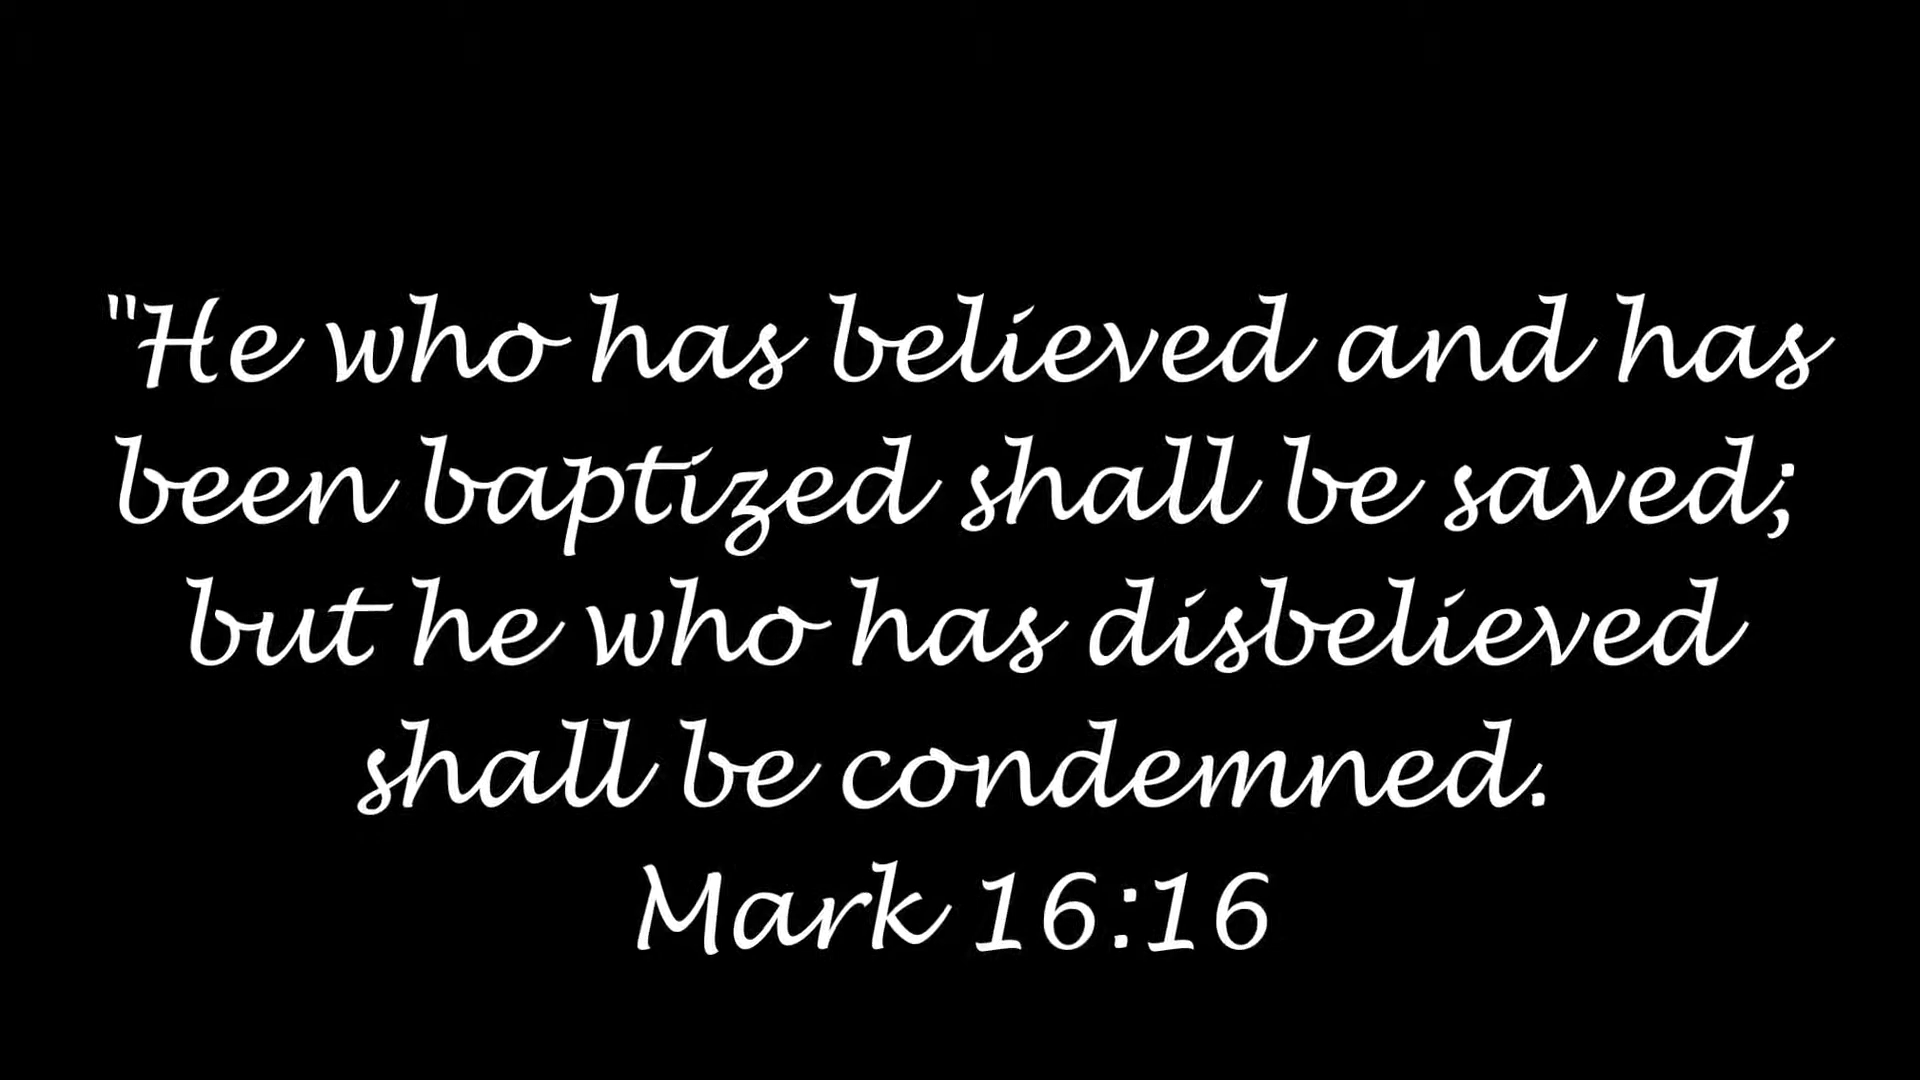 "He who has believed and has
been baptized shall be saved;
but he who has disbelieved
shall be condemned.
Mark 16:16